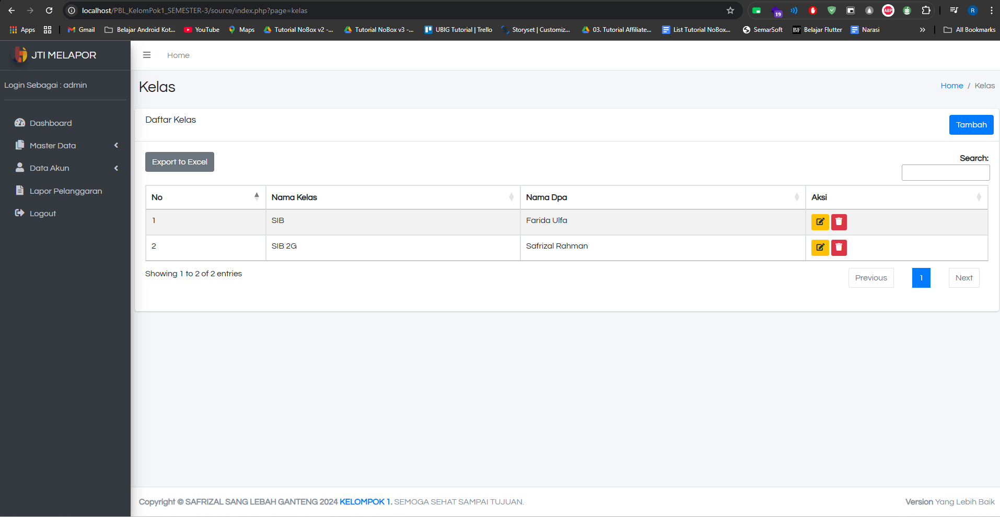 localhost/PBL_KelomPok1_SEMESTER-3/source/index.php?page=kelas
19
ABP
R
Apps
Gmail
Belajar Android Kot...
YouTube
Maps
Tutorial NoBox v2 -...
Tutorial NoBox v3 -...
UBIG Tutorial | Trello
Storyset | Customiz...
03. Tutorial Affiliate...
List Tutorial NoBox...
SemarSoft
BF Belajar Flutter
Narasi
All Bookmarks
JTI MELAPOR
Home
Login Sebagai : admin
Kelas
Home / Kelas
Dashboard
Master Data
Data Akun
Lapor Pelanggaran
Logout
Daftar Kelas
Tambah
Export to Excel
Search:
No Nama Kelas Nama Dpa Aksi
1 SIB Farida Ulfa
2 SIB 2G Safrizal Rahman
Showing 1 to 2 of 2 entries
Previous 1 Next
Copyright © SAFRIZAL SANG LEBAH GANTENG 2024 KELOMPOK 1. SEMOGA SEHAT SAMPAI TUJUAN.
Version Yang Lebih Baik